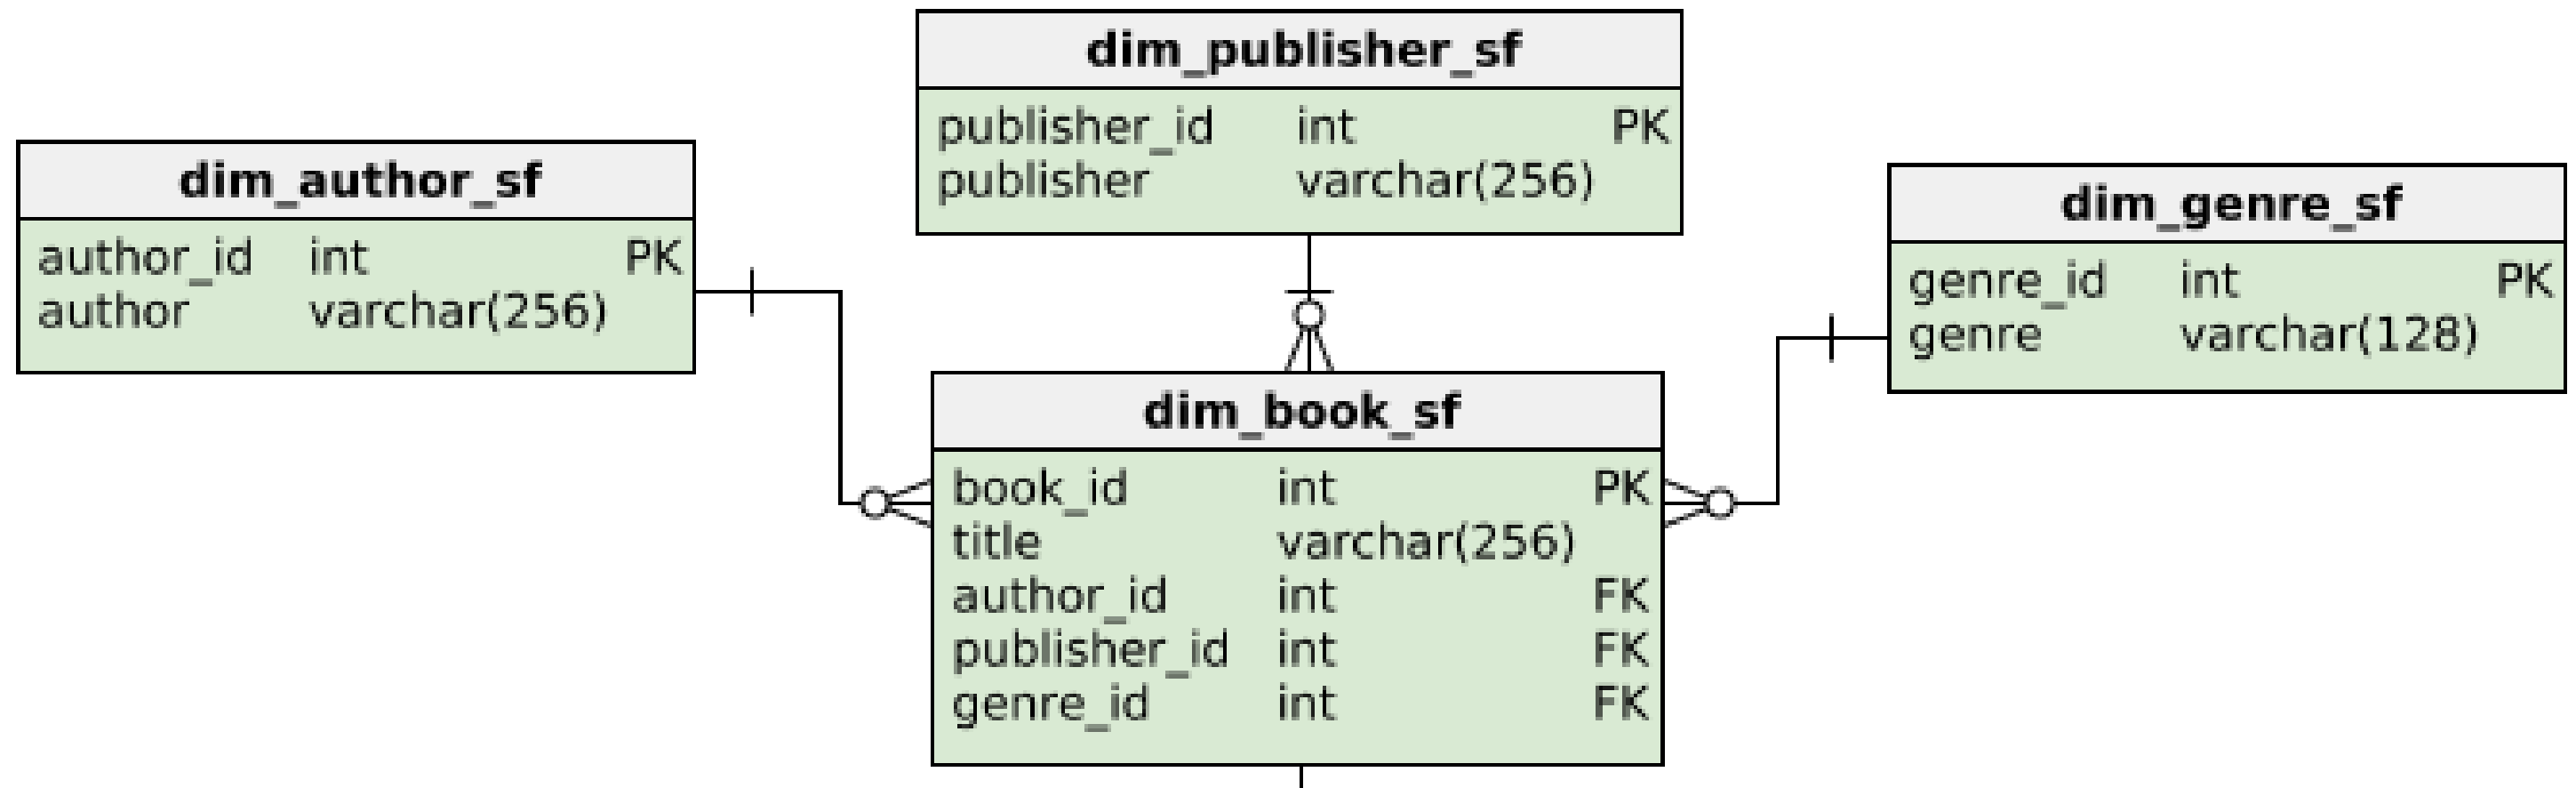 dim_publisher_sf
publisher_id int PK
publisher varchar(256)
dim_author_sf
author_id int PK
author varchar(256)
dim_genre_sf
genre_id int PK
genre varchar(128)
dim_book_sf
book_id int PK
title varchar(256)
author_id int FK
publisher_id int FK
genre_id int FK